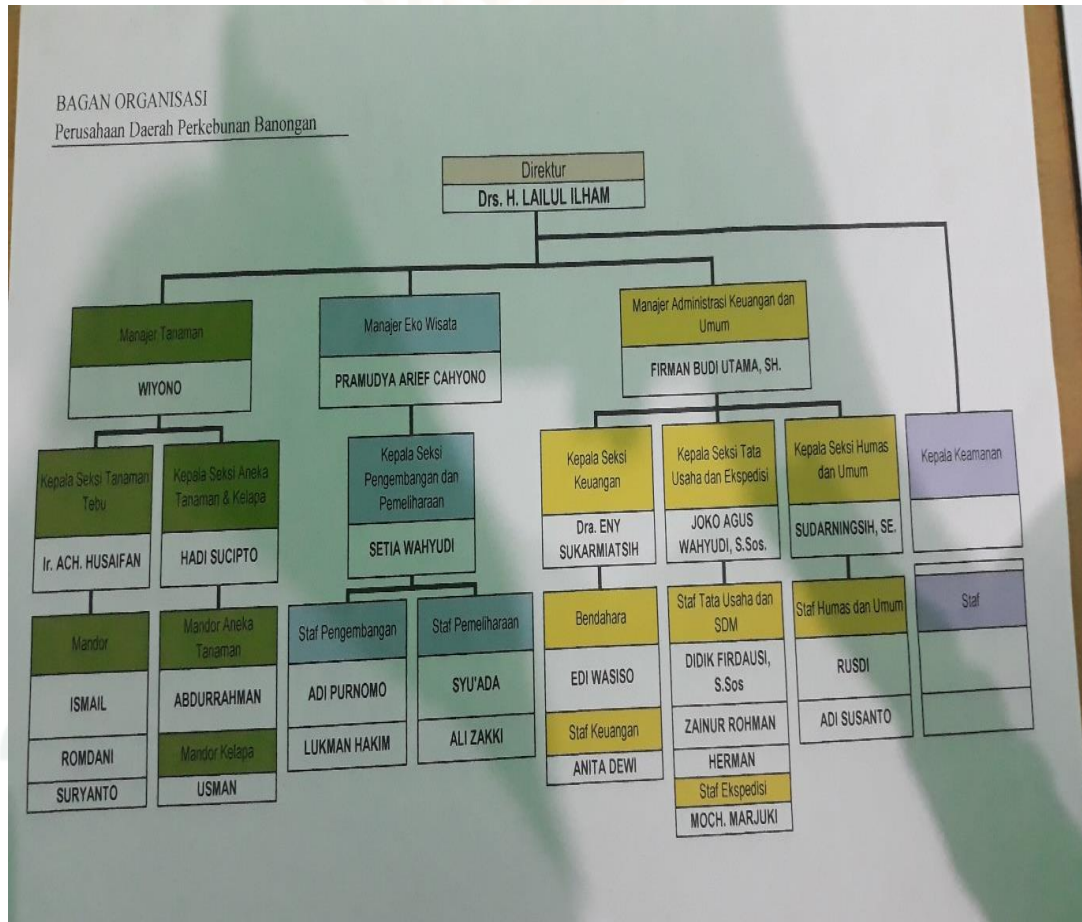 BAGAN ORGANISASI
Perusahaan Daerah Perkebunan Banongan
Direktur
Drs. H. LAILUL ILHAM
Manajer Tanaman
WIYONO
Manajer Eko Wisata
PRAMUDYA ARIEF CAHYONO
Manajer Administrasi Keuangan dan
Umum
FIRMAN BUDI UTAMA, SH.
Kepala Seksi Tanaman
Tebu
Ir. ACH. HUSAIFAN
Kepala Seksi Aneka
Tanaman & Kelapa
HADI SUCIPTO
Kepala Seksi
Pengembangan dan
Pemeliharaan
SETIA WAHYUDI
Kepala Seksi
Keuangan
Dra. ENY
SUKARMIATSIH
Kepala Seksi Tata
Usaha dan Ekspedisi
JOKO AGUS
WAHYUDI, S.Sos.
Kepala Seksi Humas
dan Umum
SUDARNINGSIH, SE.
Kepala Keamanan
Mandor
ISMAIL
ROMDANI
SURYANTO
Mandor Aneka
Tanaman
ABDURRAHMAN
Mandor Kelapa
USMAN
Staf Pengembangan
ADI PURNOMO
LUKMAN HAKIM
Staf Pemeliharaan
SYU'ADA
ALI ZAKKI
Bendahara
EDI WASISO
Staf Keuangan
ANITA DEWI
Staf Tata Usaha dan
SDM
DIDIK FIRDAUSI,
S.Sos
ZAINUR ROHMAN
HERMAN
Staf Ekspedisi
MOCH. MARJUKI
Staf Humas dan Umum
RUSDI
ADI SUSANTO
Staf